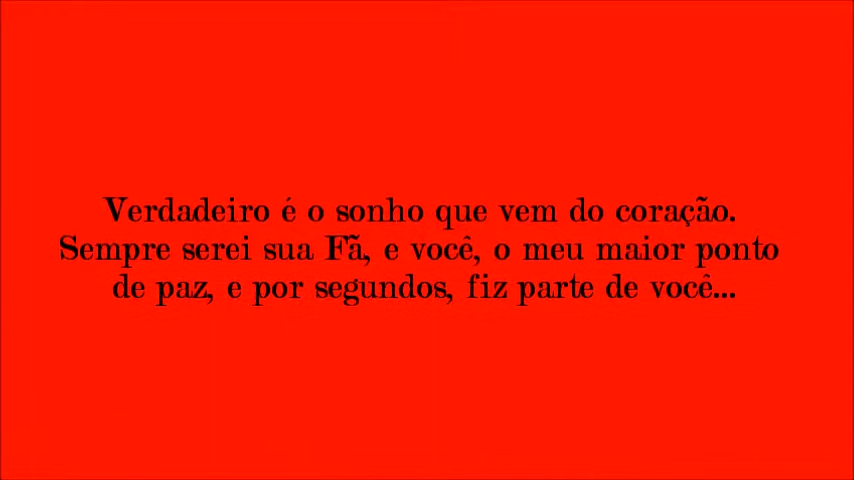 Verdadeiro é o sonho que vem do coração.
Sempre serei sua Fã, e você, o meu maior ponto
de paz, e por segundos, fiz parte de você...